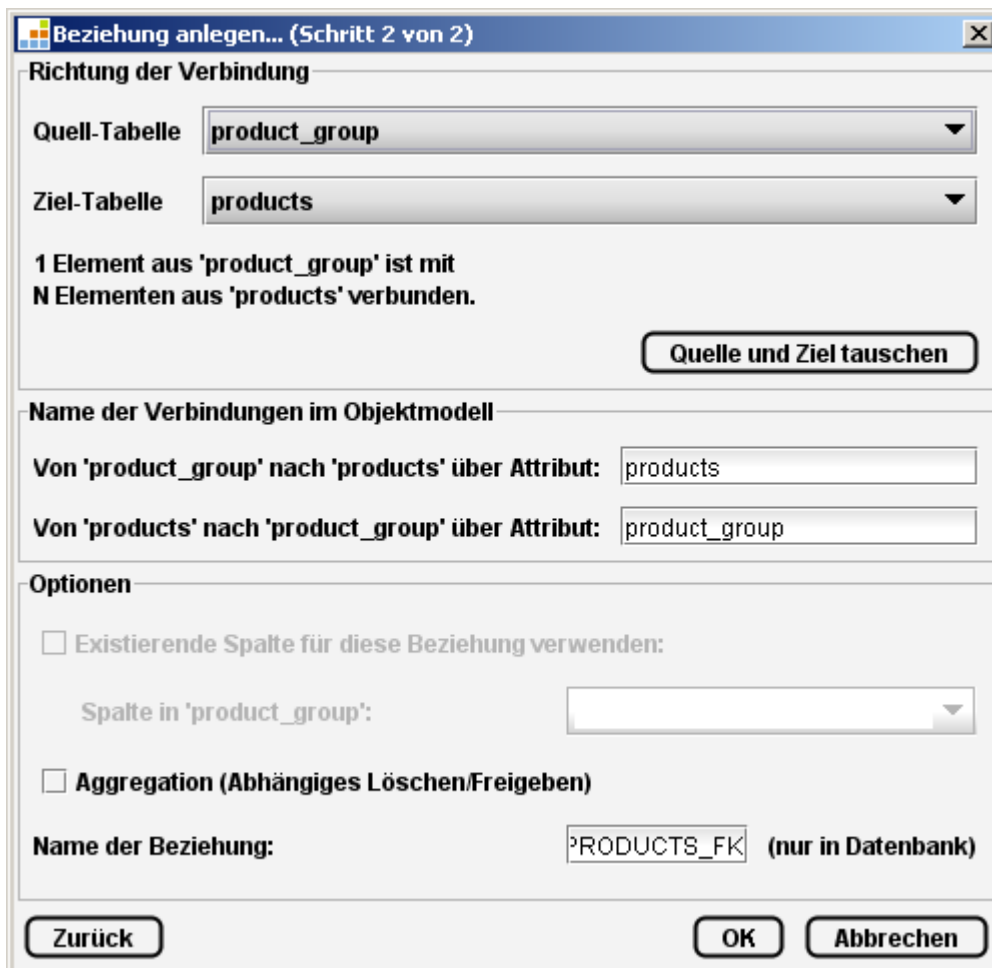 Beziehung anlegen... (Schritt 2 von 2)
Richtung der Verbindung
Quell-Tabelle product_group
Ziel-Tabelle products
1 Element aus 'product_group' ist mit
N Elementen aus 'products' verbunden.
Quelle und Ziel tauschen
Name der Verbindungen im Objektmodell
Von 'product_group' nach 'products' über Attribut: products
Von 'products' nach 'product_group' über Attribut: product_group
Optionen
Existierende Spalte für diese Beziehung verwenden:
Spalte in 'product_group':
Aggregation (Abhängiges Löschen/Freigeben)
Name der Beziehung: PRODUCTS_FK (nur in Datenbank)
Zurück OK Abbrechen